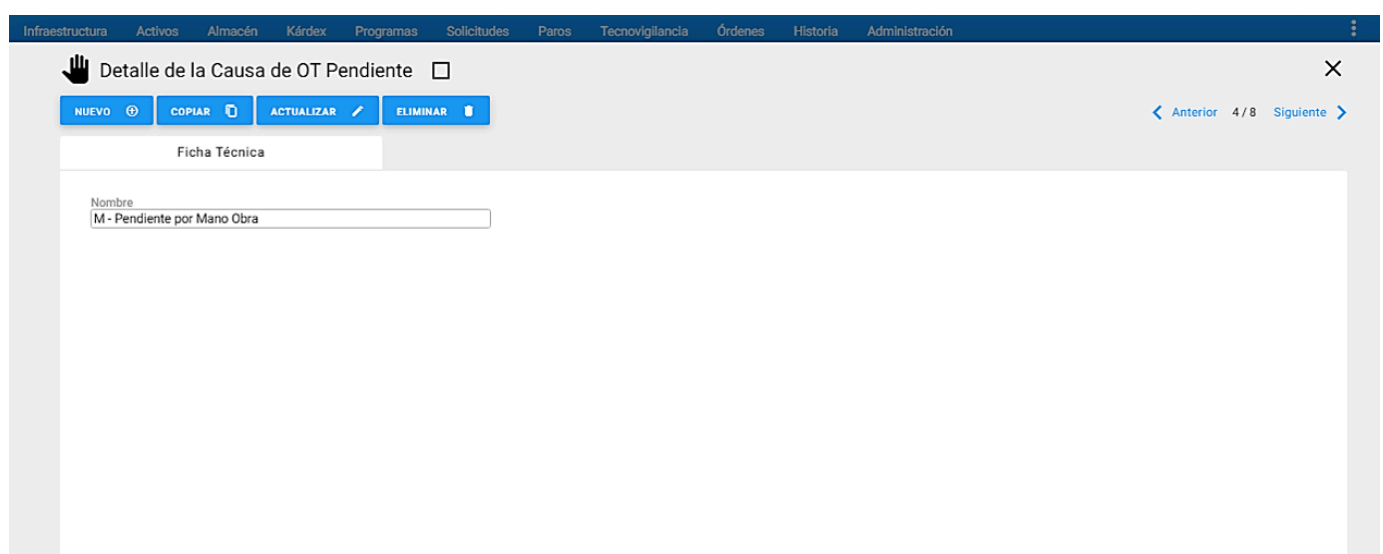 Infraestructura Activos Almacén Kárdex Programas Solicitudes Paros Tecnovigilancia Órdenes Historia Administración
Detalle de la Causa de OT Pendiente
NUEVO COPIAR ACTUALIZAR ELIMINAR Anterior 4 / 8 Siguiente
Ficha Técnica
Nombre
M - Pendiente por Mano Obra